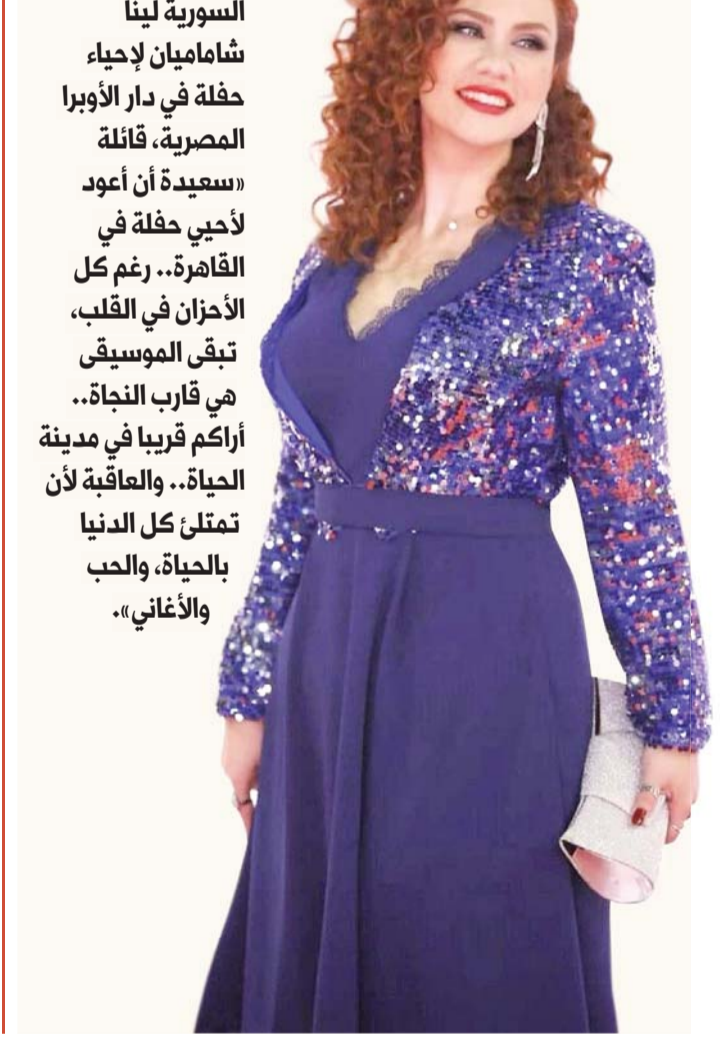 السورية لينا
شاماميان لإحياء
حفلة في دار الأوبرا
المصرية، قائلة
«سعيدة أن أعود
لأحيي حفلة في
القاهرة.. رغم كل
الأحزان في القلب،
تبقى الموسيقى
هي قارب النجاة..
أراكم قريبا في مدينة
الحياة.. والعاقبة لأن
تمتلئ كل الدنيا
بالحياة، والحب
والأغاني».